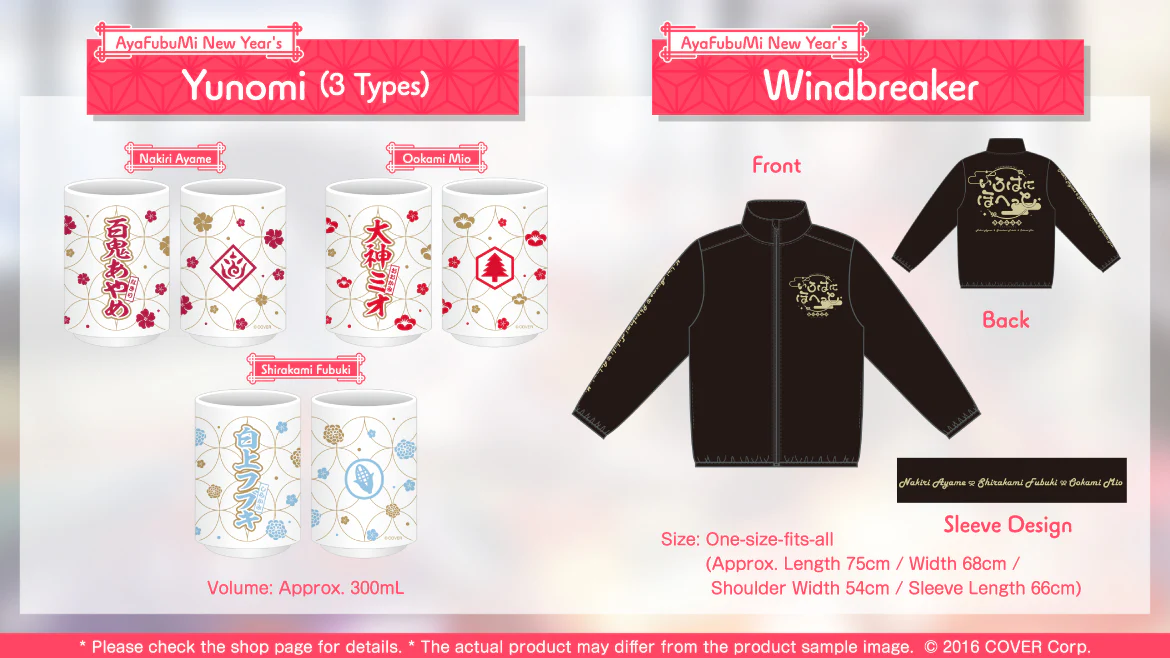 AyaFubuMi New Year's
Yunomi (3 Types)
Nakiri Ayame
百鬼あやめ
© COVER
Ookami Mio
大神ミオ
© COVER
Shirakami Fubuki
白上フブキ
© COVER
Volume: Approx. 300mL
AyaFubuMi New Year's
Windbreaker
Front
いろはに
ほへと
Back
いろはに
ほへと
Nakiri Ayame Shirakami Fubuki Ookami Mio
Sleeve Design
Size: One-size-fits-all
(Approx. Length 75cm / Width 68cm /
Shoulder Width 54cm / Sleeve Length 66cm)
* Please check the shop page for details. * The actual product may differ from the product sample image. © 2016 COVER Corp.